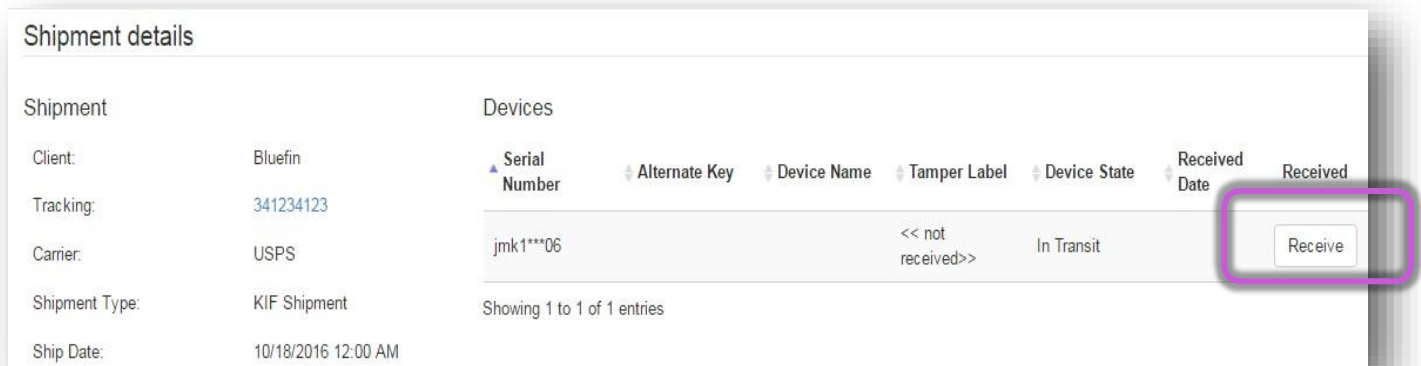 Shipment details
Shipment
Client: Bluefin
Tracking: 341234123
Carrier: USPS
Shipment Type: KIF Shipment
Ship Date: 10/18/2016 12:00 AM
Devices
Serial Number Alternate Key Device Name Tamper Label Device State Received Date Received
jmk1***06 << not received>> In Transit Receive
Showing 1 to 1 of 1 entries